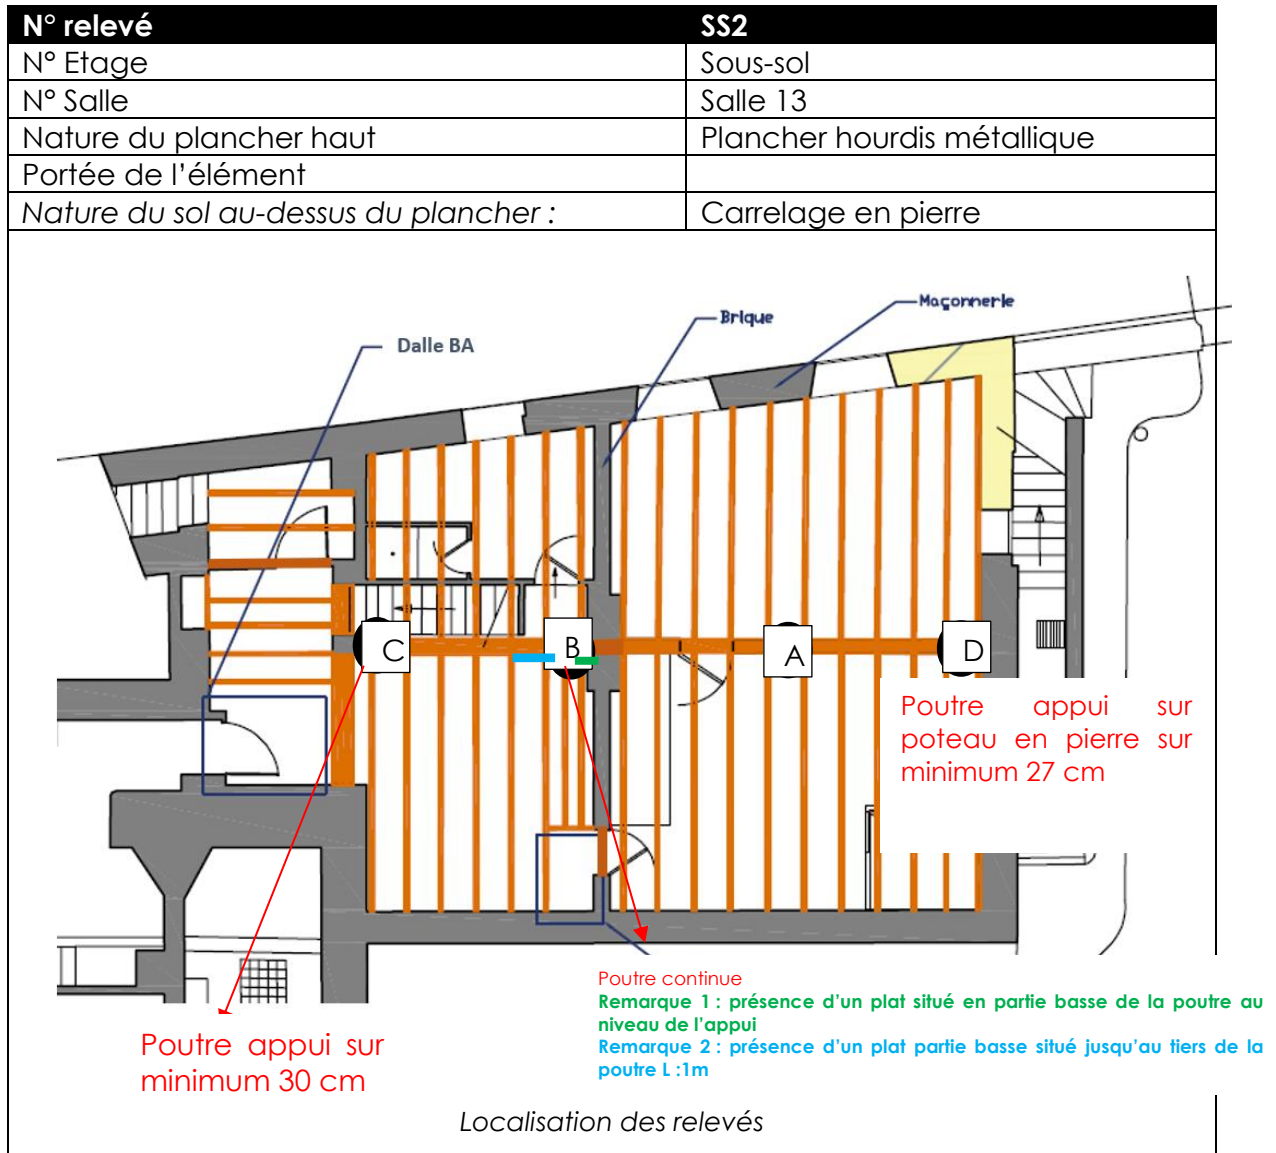 N° relevé SS2
N° Etage Sous-sol
N° Salle Salle 13
Nature du plancher haut Plancher hourdis métallique
Portée de l'élément
Nature du sol au-dessus du plancher : Carrelage en pierre
Maçonnerie
Brique
Dalle BA
C
B
A
D
Poutre appui sur
poteau en pierre sur
minimum 27 cm
Poutre continue
Remarque 1 : présence d'un plat situé en partie basse de la poutre au
niveau de l'appui
Remarque 2 : présence d'un plat partie basse situé jusqu'au tiers de la
poutre L :1m
Poutre appui sur
minimum 30 cm
Localisation des relevés